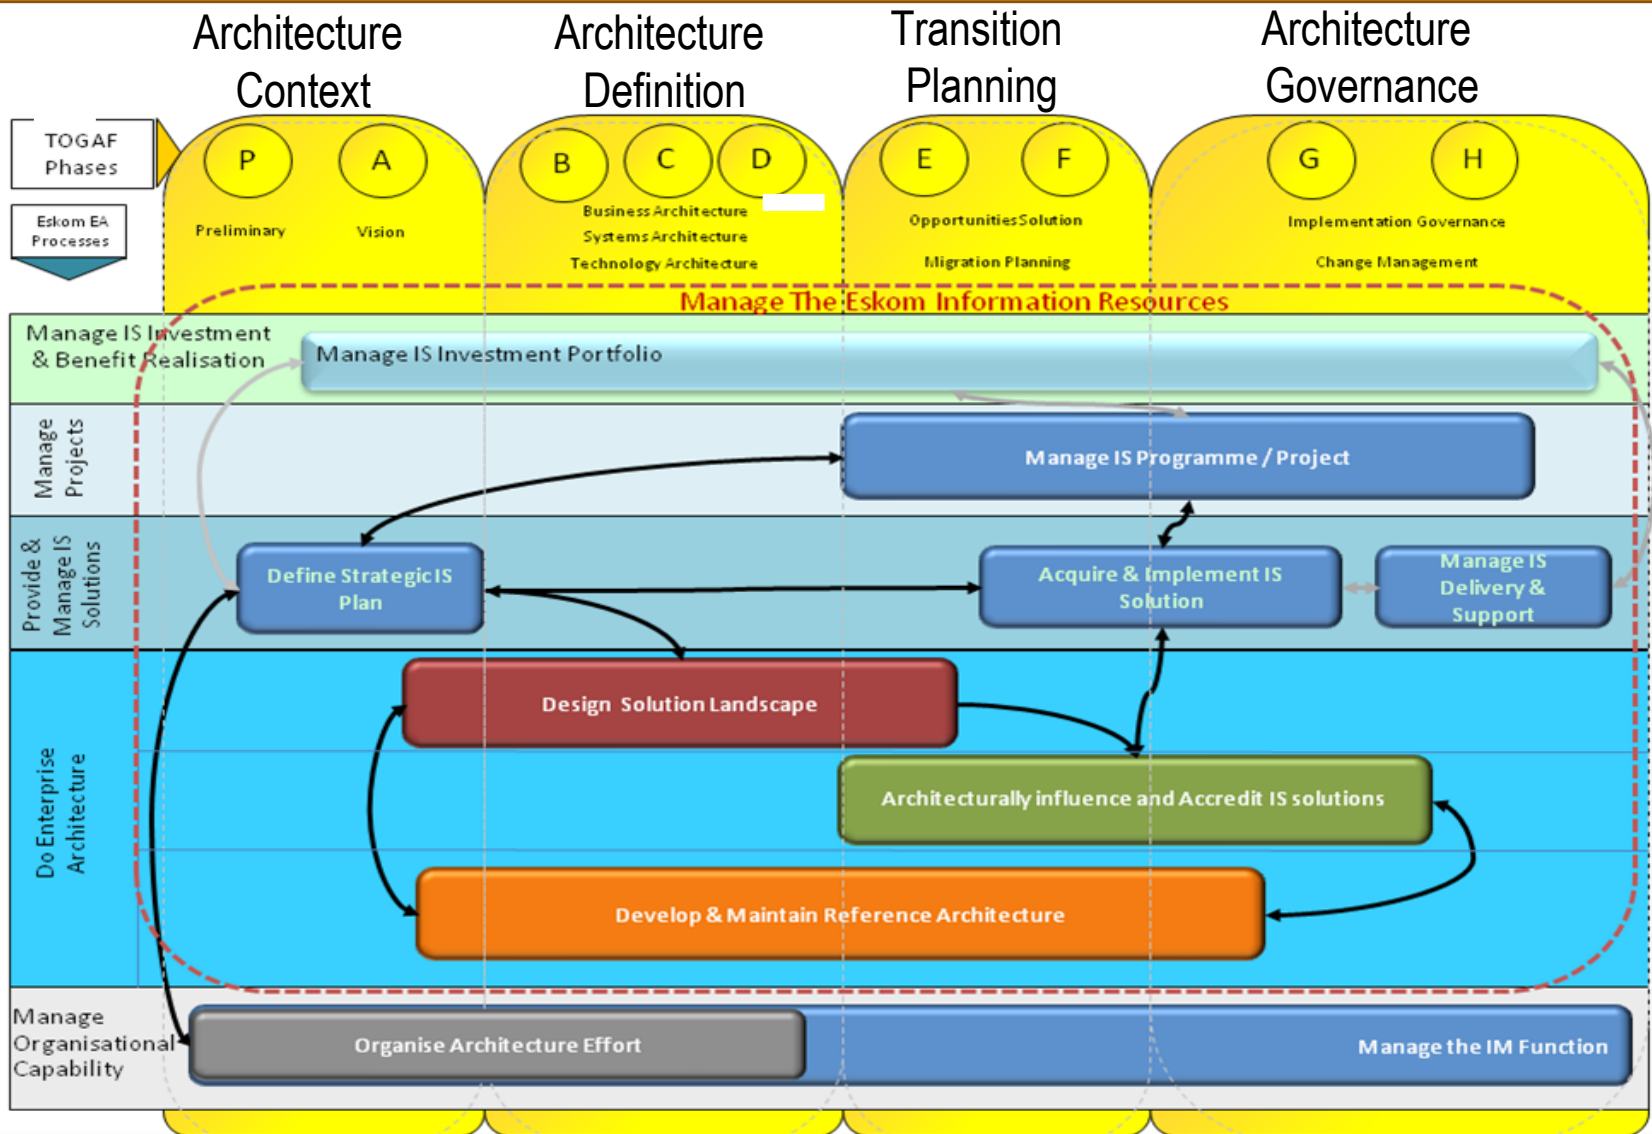 Architecture
Context
Architecture
Definition
Transition
Planning
Architecture
Governance
TOGAF
Phases
P
A
B
C
D
E
F
G
H
Eskom EA
Processes
Preliminary
Vision
Business Architecture
Systems Architecture
Technology Architecture
OpportunitiesSolution
Migration Planning
Implementation Governance
Change Management
Manage The Eskom Information Resources
Manage IS Investment
& Benefit Realisation
Manage IS Investment Portfolio
Manage
Projects
Manage IS Programme / Project
Provide &
Manage IS
Solutions
Define Strategic IS
Plan
Acquire & Implement IS
Solution
Manage IS
Delivery &
Support
Do Enterprise
Architecture
Design Solution Landscape
Architecturally influence and Accredit IS solutions
Develop & Maintain Reference Architecture
Manage
Organisational
Capability
Organise Architecture Effort
Manage the IM Function